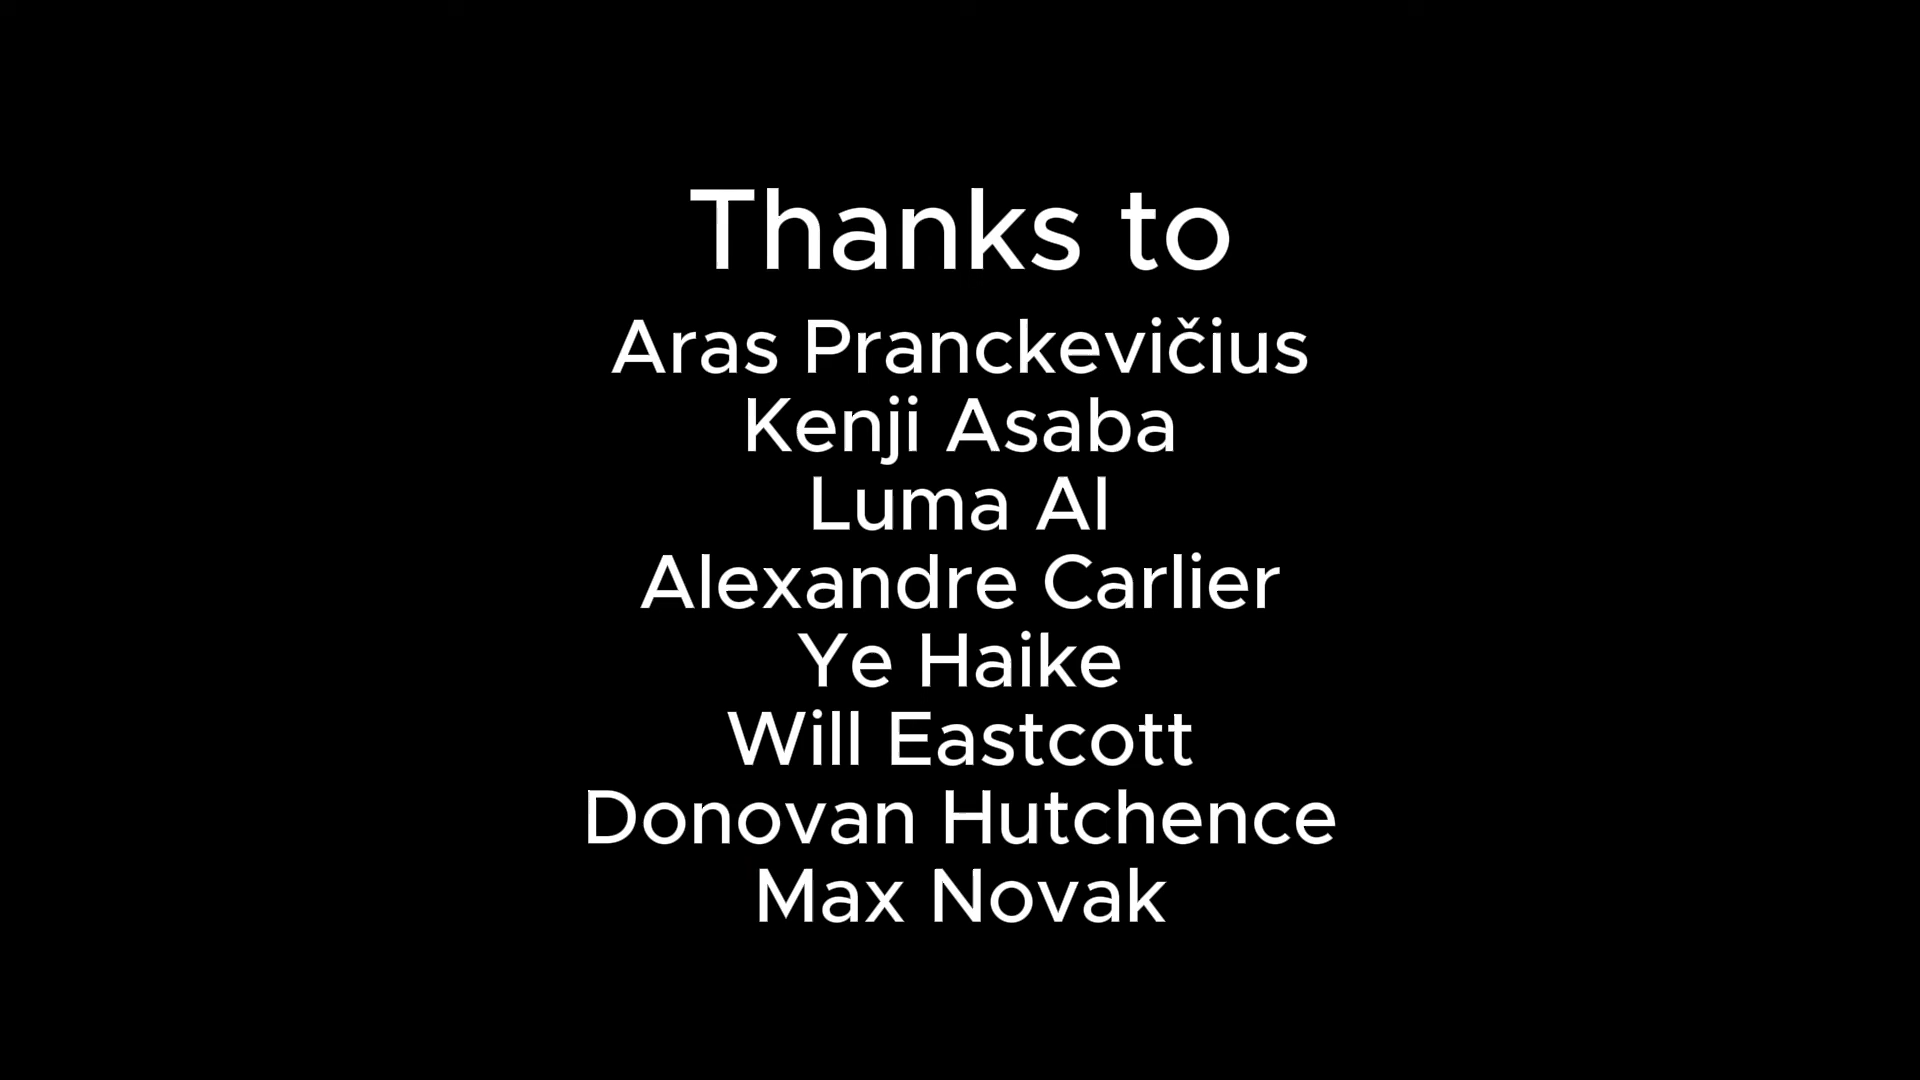 Thanks to
Aras Pranckevičius
Kenji Asaba
Luma AI
Alexandre Carlier
Ye Haike
Will Eastcott
Donovan Hutchence
Max Novak